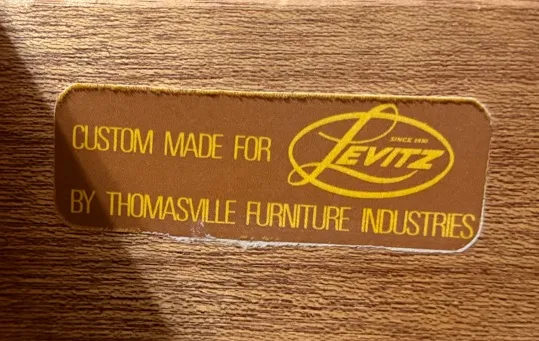 CUSTOM MADE FOR
SINCE 1910
LEVITZ
BY THOMASVILLE FURNITURE INDUSTRIES